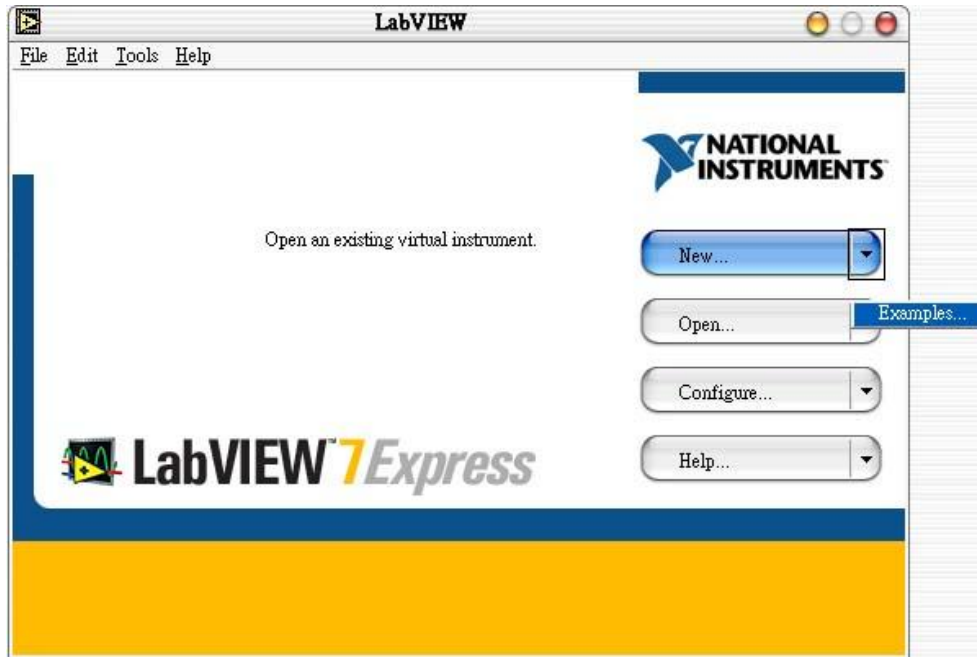 LabVIEW
File Edit Tools Help
NATIONAL
INSTRUMENTS
Open an existing virtual instrument.
New...
Examples...
Open...
Configure...
Help...
LabVIEW™ 7 Express